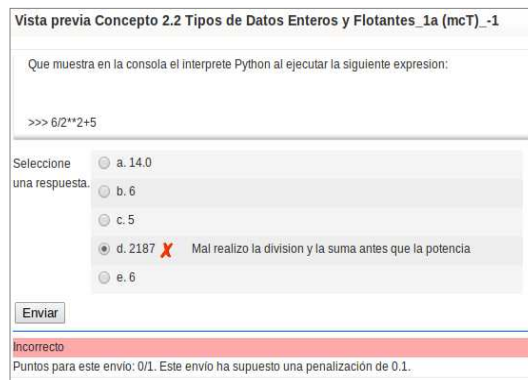 Vista previa Concepto 2.2 Tipos de Datos Enteros y Flotantes_1a (mcT)_-1
Que muestra en la consola el interprete Python al ejecutar la siguiente expresion:
>>> 6/2**2+5
Seleccione una respuesta.
a. 14.0
b. 6
c. 5
d. 2187 ✗ Mal realizo la division y la suma antes que la potencia
e. 6
Enviar
Incorrecto
Puntos para este envío: 0/1. Este envío ha supuesto una penalización de 0.1.